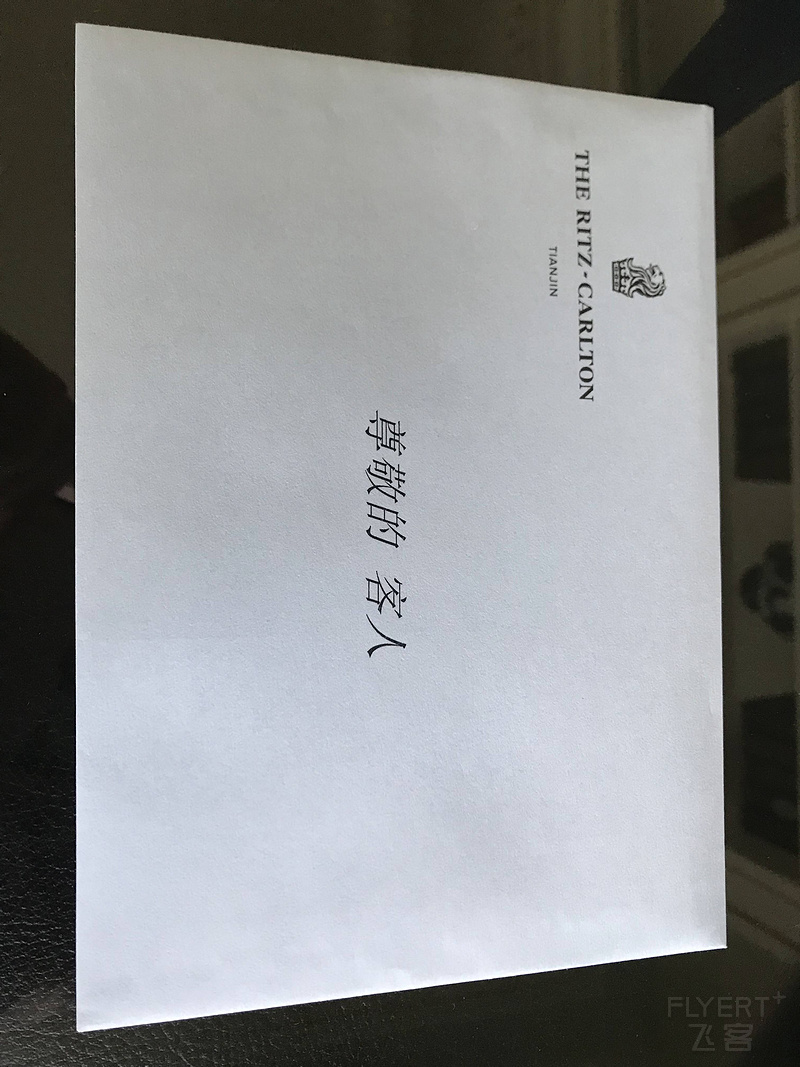 THE RITZ-CARLTON
TIANJIN
尊敬的 客人
FLYERT+
飞客